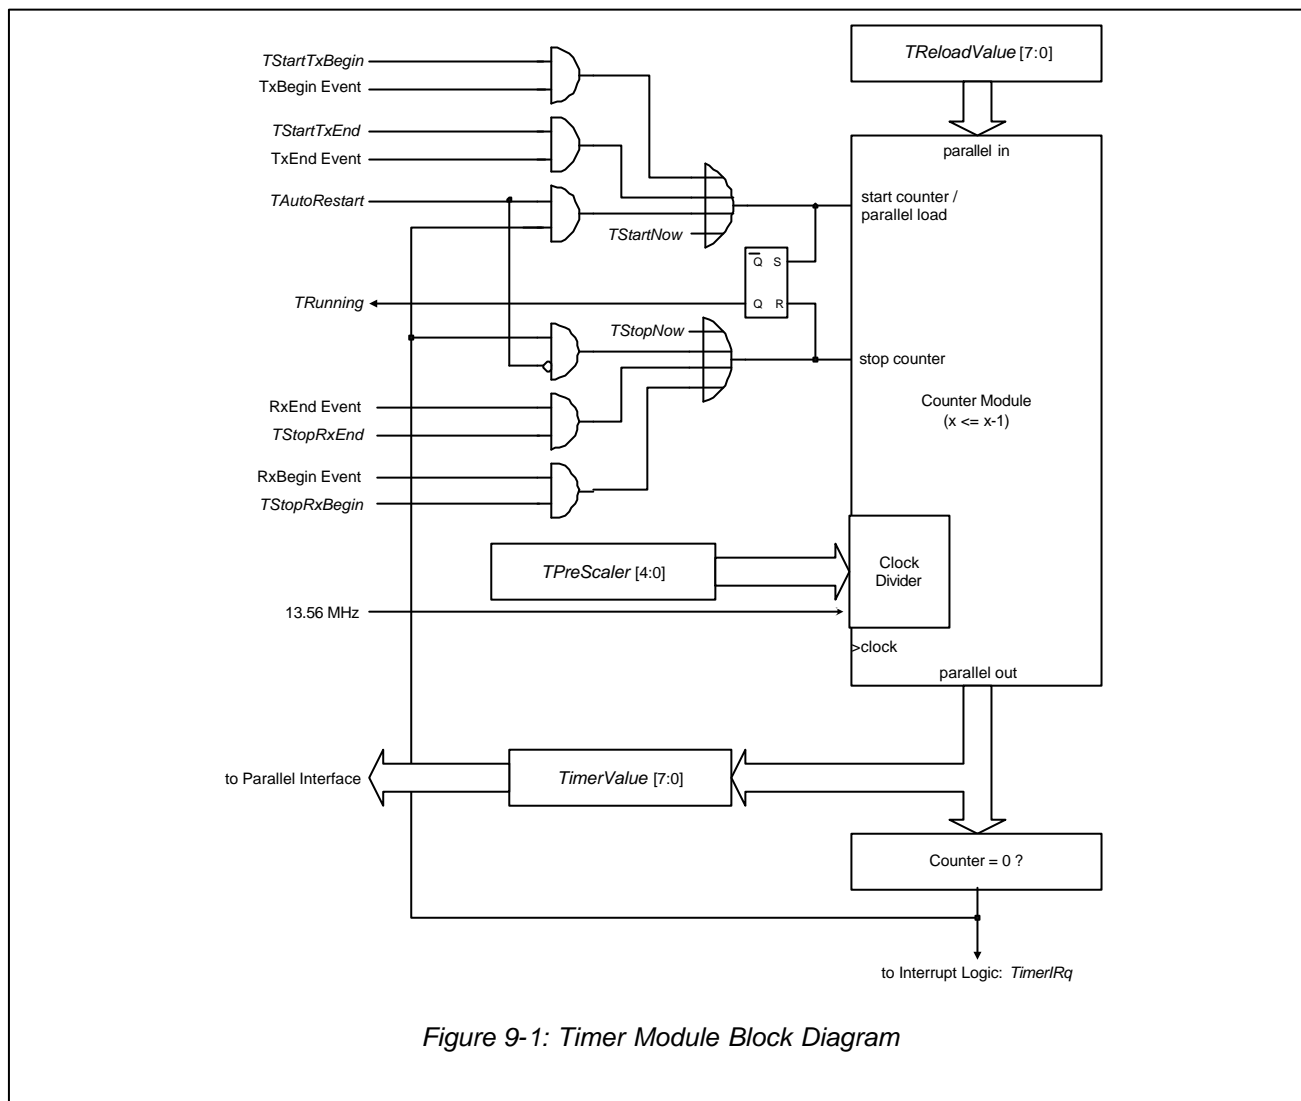 TStartTxBegin
TxBegin Event
TStartTxEnd
TxEnd Event
TAutoRestart
TStartNow
TRunning
TStopNow
RxEnd Event
TStopRxEnd
RxBegin Event
TStopRxBegin
TReloadValue [7:0]
parallel in
start counter /
parallel load
Q S
Q R
stop counter
Counter Module
(x <= x-1)
TPreScaler [4:0]
Clock
Divider
13.56 MHz
>clock
parallel out
to Parallel Interface
TimerValue [7:0]
Counter = 0 ?
to Interrupt Logic: TimerIRq
Figure 9-1: Timer Module Block Diagram